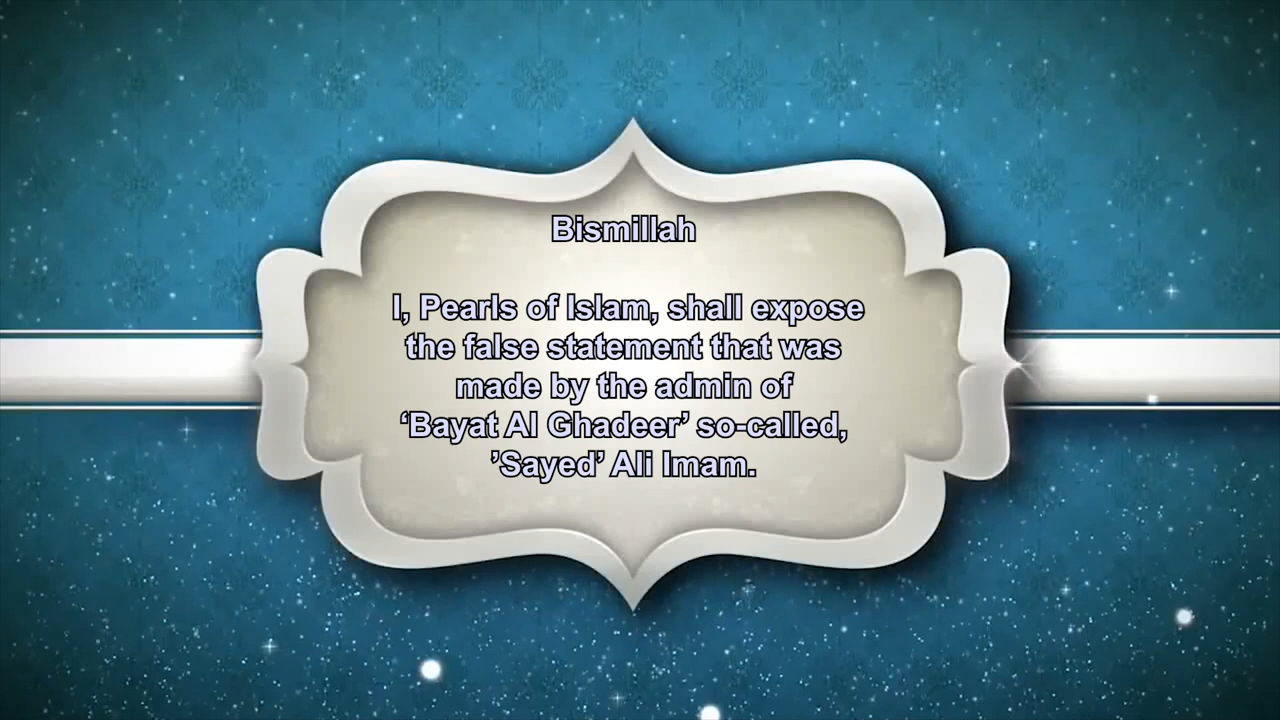 Bismillah
I, Pearls of Islam, shall expose
the false statement that was
made by the admin of
‘Bayat Al Ghadeer’ so-called,
’Sayed’ Ali Imam.